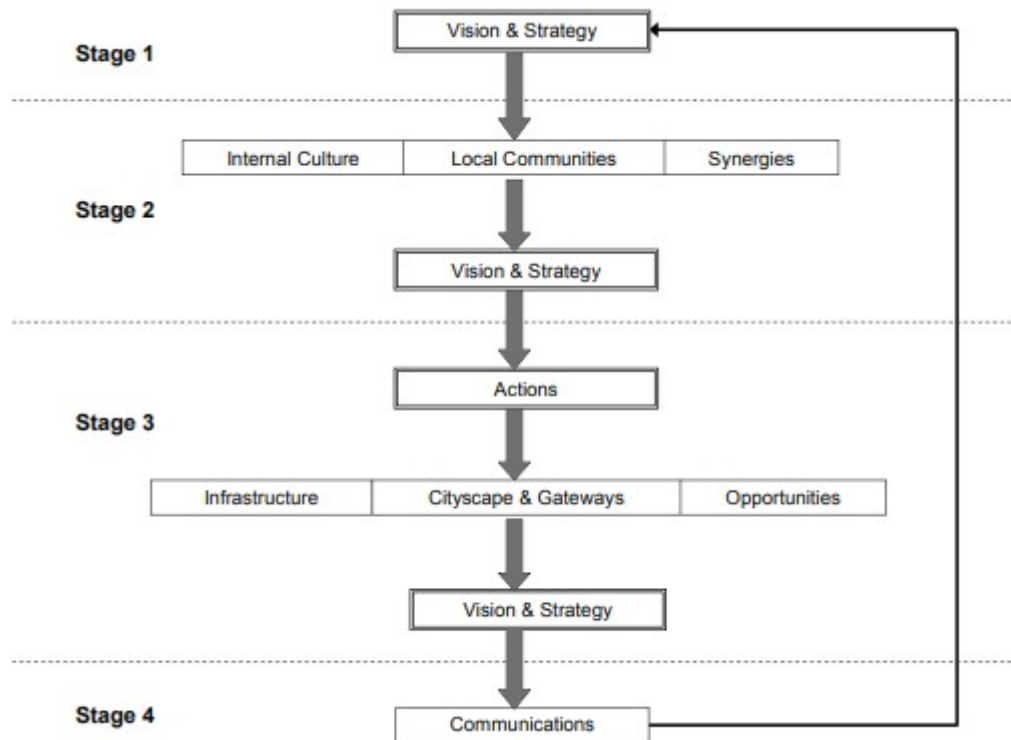 Stage 1
Vision & Strategy
Internal Culture
Local Communities
Synergies
Stage 2
Vision & Strategy
Actions
Stage 3
Infrastructure
Cityscape & Gateways
Opportunities
Vision & Strategy
Stage 4
Communications